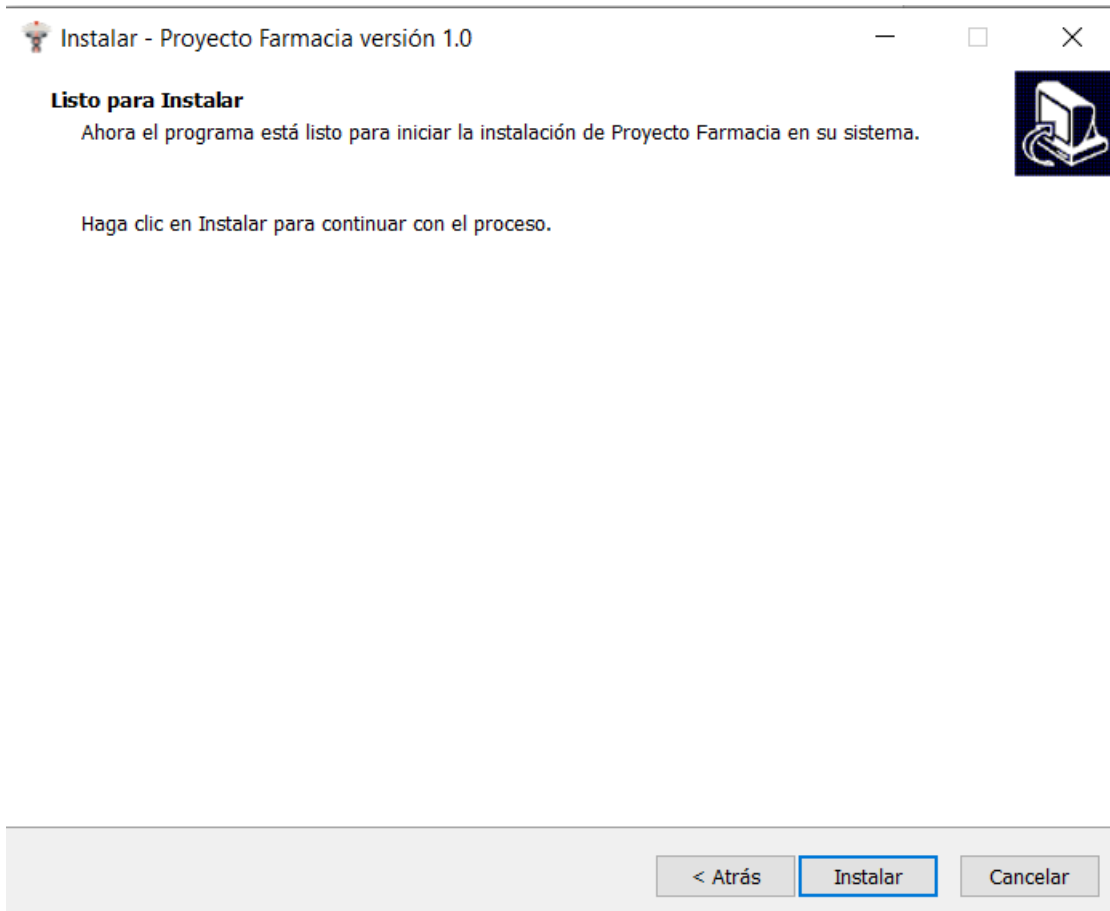 Instalar - Proyecto Farmacia versión 1.0
Listo para Instalar
Ahora el programa está listo para iniciar la instalación de Proyecto Farmacia en su sistema.
Haga clic en Instalar para continuar con el proceso.
< Atrás
Instalar
Cancelar